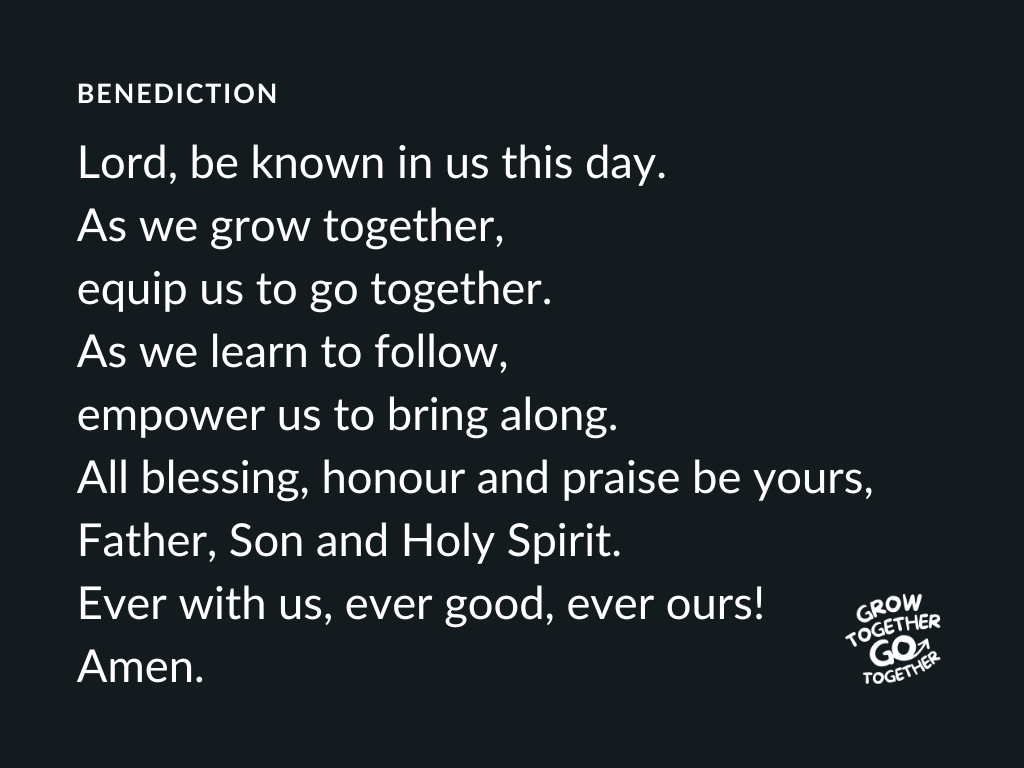 BENEDICTION
Lord, be known in us this day.
As we grow together,
equip us to go together.
As we learn to follow,
empower us to bring along.
All blessing, honour and praise be yours,
Father, Son and Holy Spirit.
Ever with us, ever good, ever ours!
Amen.
GROW
TOGETHER
GO
TOGETHER